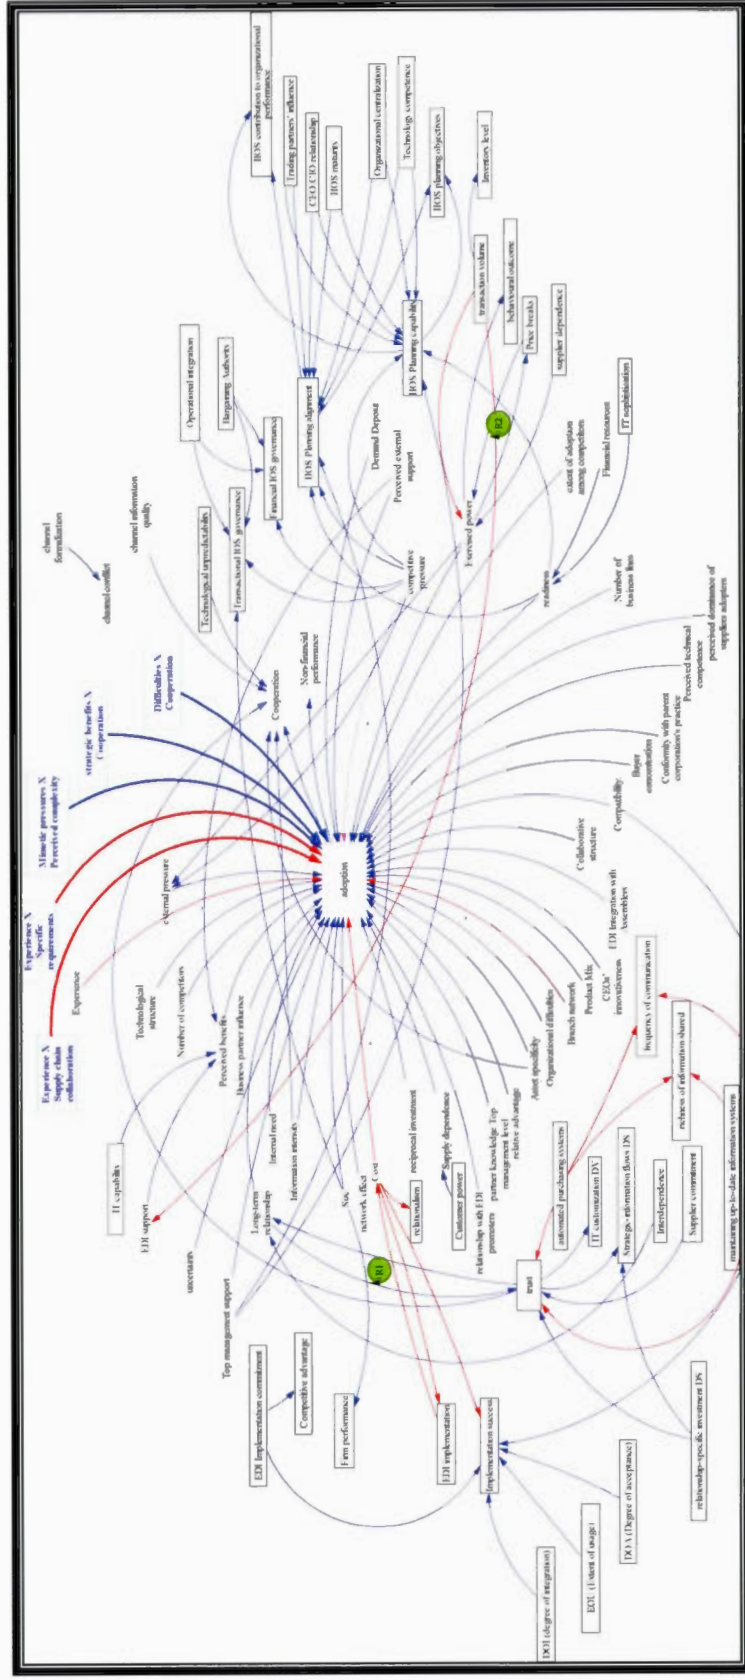 Experience X
Supply chain
collaboration
Experience X
Specific
requirements
Mimetic pressures X
Perceived complexity
strategic benefits X
Cooperation
Difficulties X
Cooperation
Experience
channel
formalisation
channel conflict
channel information
quality
IT capability
EDI support
uncertainty
Technological
structure
Number of competitors
external pressure
Perceived benefits
Business partner influence
Internal need
Information intensity
Long-term
relationship
Top management support
Size
network effect
Cost
R1
EDI Implementation commitment
Competitive advantage
Firm performance
EDI implementation
Implementation success
DOI (degree of integration)
EOU (Extent of usage)
DOA (Degree of acceptance)
relationship-specific investment DS
adoption
Cooperation
Non-financial
performance
Technological unpredictability
Transactional IOS governance
Financial IOS governance
Operational integration
Bargaining Authority
IIOS contribution to organizational
performance
Trading partners' influence
CEO/CIO relationship
IIOS maturity
Organizational centralization
Technology competence
IIOS planning objectives
Inventory level
IIOS Planning alignment
IIOS Planning capability
Demand Deposit
Perceived external
support
competitive
pressure
transaction volume
behavioural outcome
Price breaks
supplier dependence
R2
Exercised power
extent of adoption
among competitors
Financial resources
IT sophistication
readiness
Number of
business lines
perceived dominance of
suppliers adopters
Perceived technical
competence
Conformity with parent
corporation's practice
Buyer
concentration
Compatibility
Collaborative
structure
EDI Integration with
Assemblers
CEOs'
innovativeness
Product Mix
Branch network
Organizational difficulties
Asset specificity
reciprocal investment
relationalism
Supply dependence
Customer power
partner knowledge Top
management level
relative advantage
relationship with EDI
promoters
trust
automated purchasing systems
IT customization DV
Strategic information flows DS
Interdependence
Supplier commitment
maintaining up-to-date information systems
frequency of communication
richness of information shared